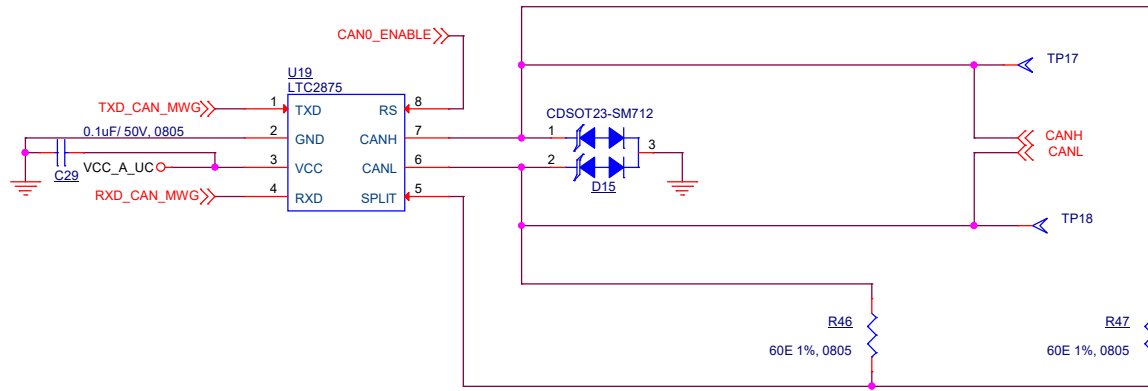 CAN0_ENABLE
TP17
U19
LTC2875
TXD_CAN_MWG
1
TXD
RS
8
CDSOT23-SM712
0.1uF/ 50V, 0805
2
GND
CANH
7
1
3
CANH
CANL
C29
VCC_A_UC
3
VCC
CANL
6
2
D15
RXD_CAN_MWG
4
RXD
SPLIT
5
TP18
R46
60E 1%, 0805
R47
60E 1%, 0805